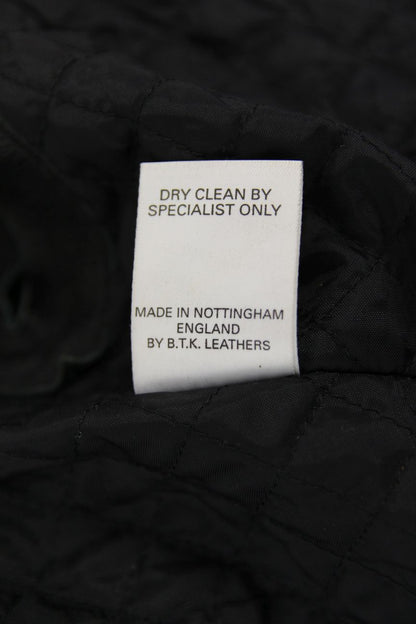 DRY CLEAN BY
SPECIALIST ONLY
MADE IN NOTTINGHAM
ENGLAND
BY B.T.K. LEATHERS